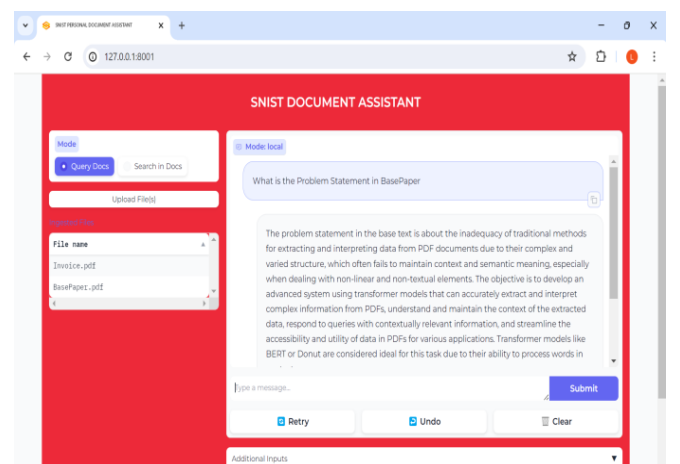 SNIST PERSONAL DOCUMENT ASSISTANT
127.0.0.1:8001
L
SNIST DOCUMENT ASSISTANT
Mode
Query Docs
Search in Docs
Upload File(s)
File name
Invoice.pdf
BasePaper.pdf
Mode: local
What is the Problem Statement in BasePaper
The problem statement in the base text is about the inadequacy of traditional methods
for extracting and interpreting data from PDF documents due to their complex and
varied structure, which often fails to maintain context and semantic meaning, especially
when dealing with non-linear and non-textual elements. The objective is to develop an
advanced system using transformer models that can accurately extract and interpret
complex information from PDFs, understand and maintain the context of the extracted
data, respond to queries with contextually relevant information, and streamline the
accessibility and utility of data in PDFs for various applications. Transformer models like
BERT or Donut are considered ideal for this task due to their ability to process words in
Type a message...
Submit
Retry
Undo
Clear
Additional Inputs